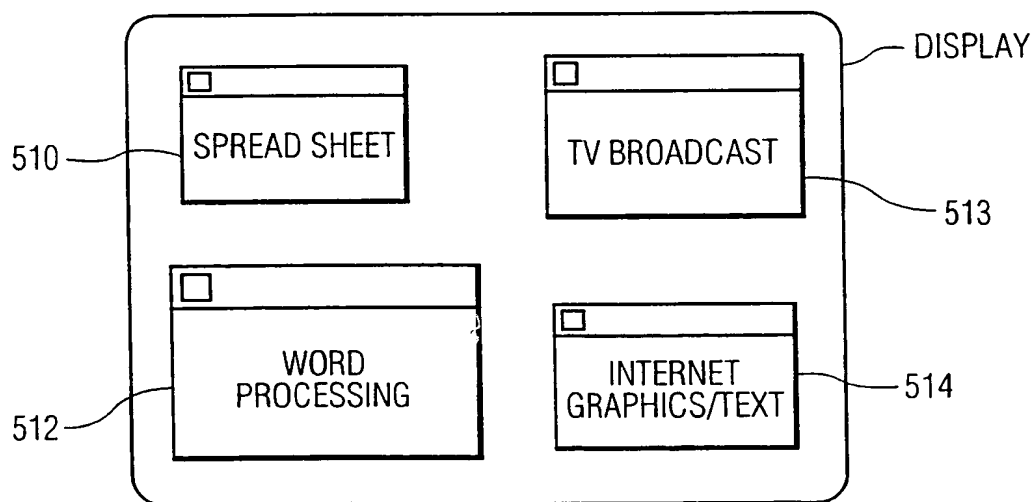 DISPLAY
SPREAD SHEET
TV BROADCAST
510
513
WORD
PROCESSING
INTERNET
GRAPHICS/TEXT
514
512